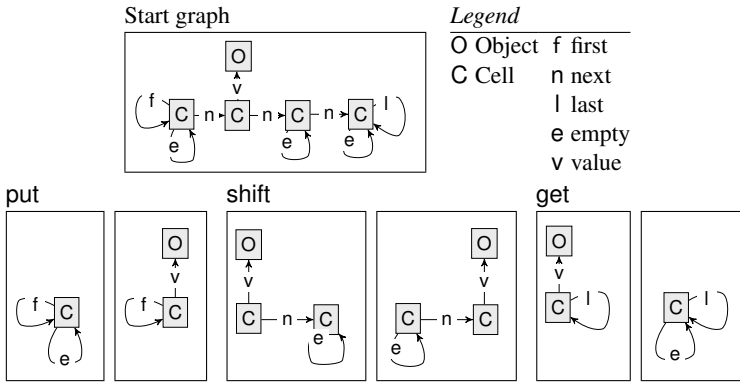 Start graph
Legend
O Object f first
C Cell n next
l last
e empty
v value
O
v
f C n C n C n C l
e e e
put shift get
O O O O
v v v v
f C f C C n C C n C C l C l
e e e e